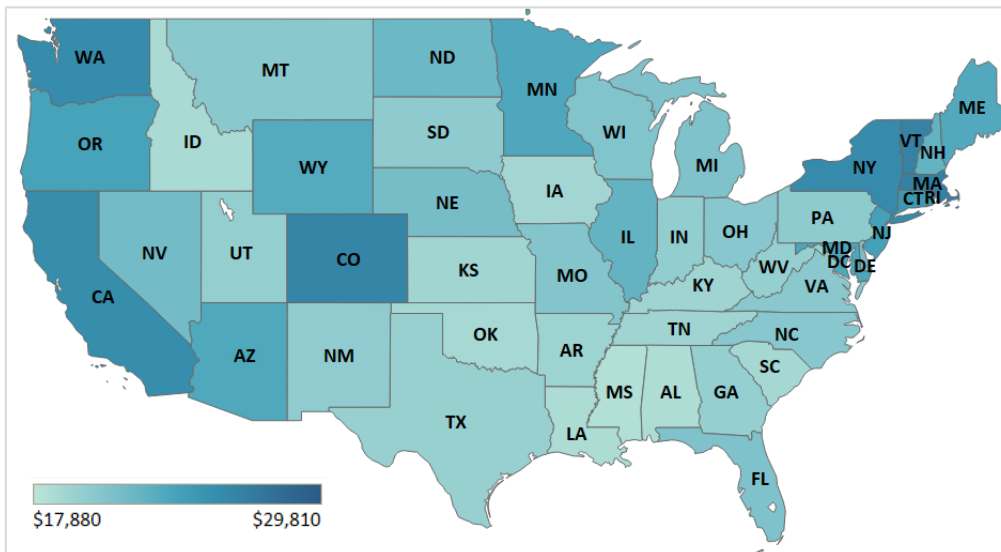 WA
MT
ND
MN
ME
OR
ID
SD
WI
VT
NH
WY
MI
NY
MA
IA
CT
RI
NE
PA
NJ
NV
UT
CO
IL
IN
OH
MD
DC
DE
CA
KS
MO
WV
VA
KY
AZ
NM
OK
TN
NC
AR
SC
MS
AL
GA
TX
LA
FL
$17,880
$29,810